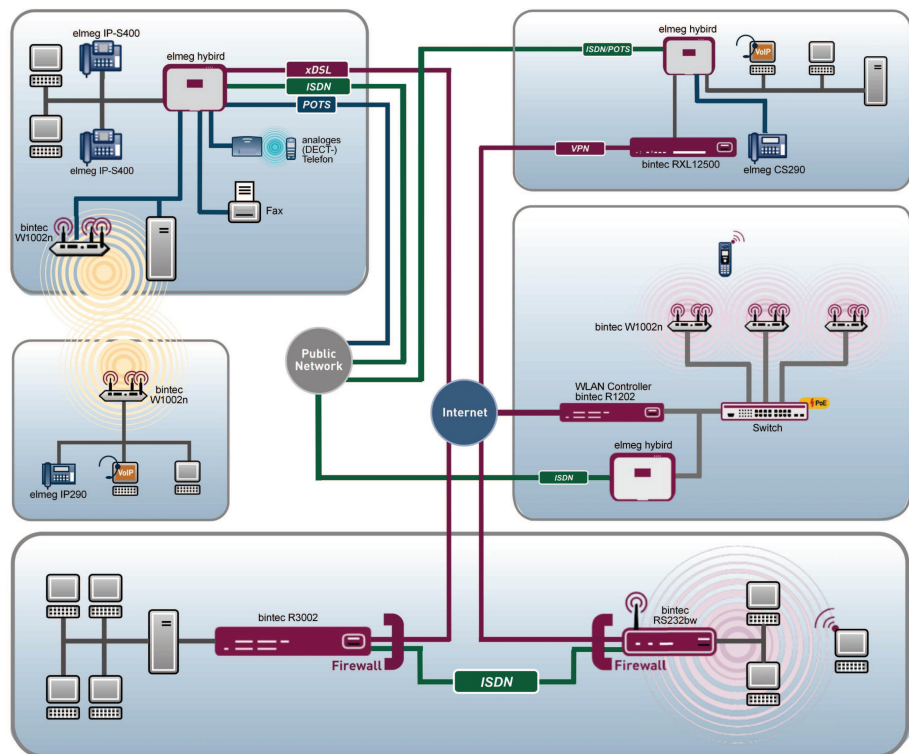 elmeg IP-S400
elmeg hybird
xDSL
ISDN
POTS
analoges
(DECT-)
Telefon
elmeg IP-S400
Fax
bintec
W1002n
ISDN/POTS
elmeg hybird
VoIP
VPN
bintec RXL12500
elmeg CS290
bintec W1002n
Public
Network
bintec
W1002n
VoIP
elmeg IP290
Internet
WLAN Controller
bintec R1202
PoE
Switch
elmeg hybird
ISDN
bintec R3002
Firewall
ISDN
bintec
RS232bw
Firewall